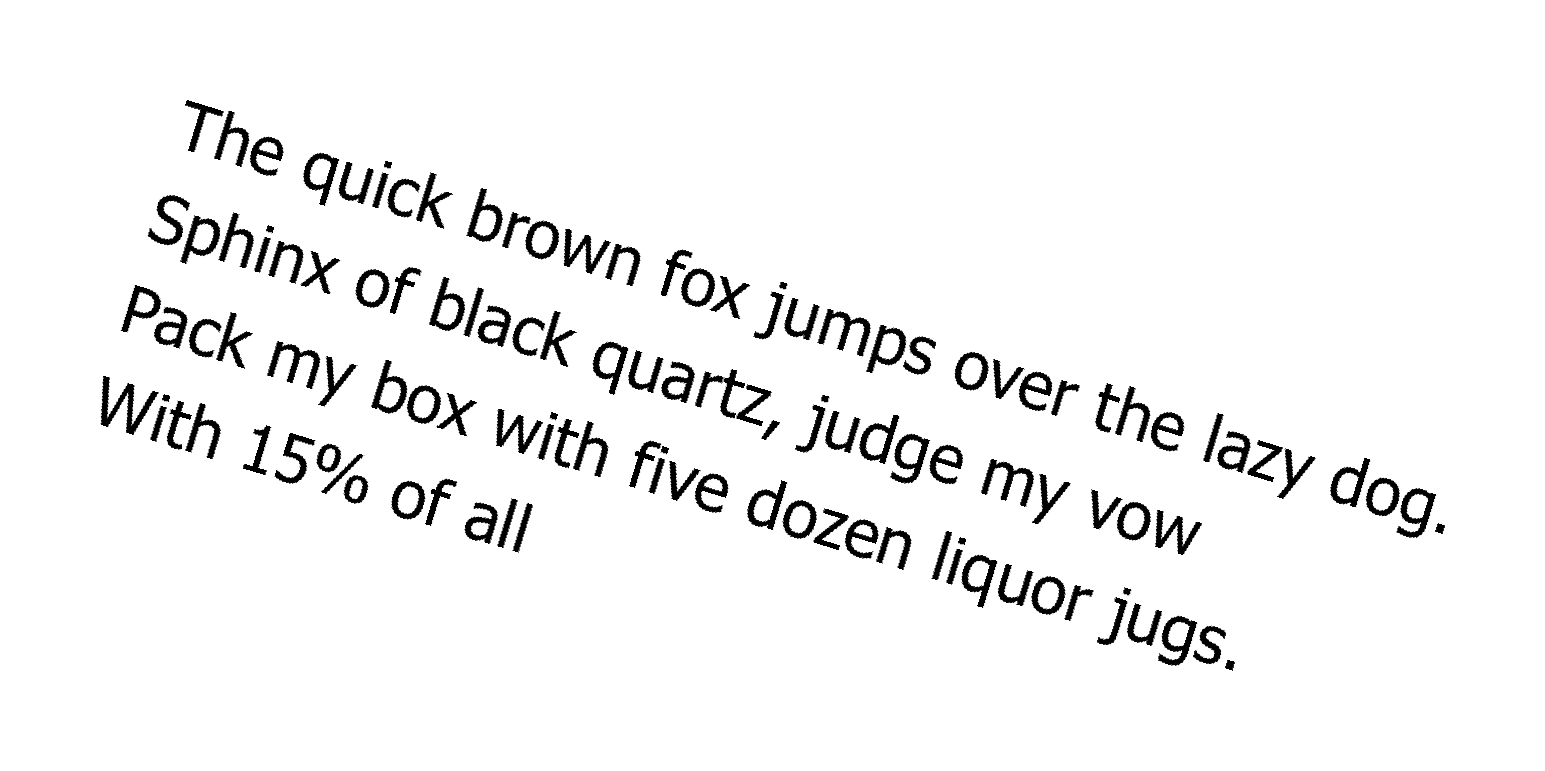 The quick brown fox jumps over the lazy dog.
Sphinx of black quartz, judge my vow
Pack my box with five dozen liquor jugs.
With 15% of all